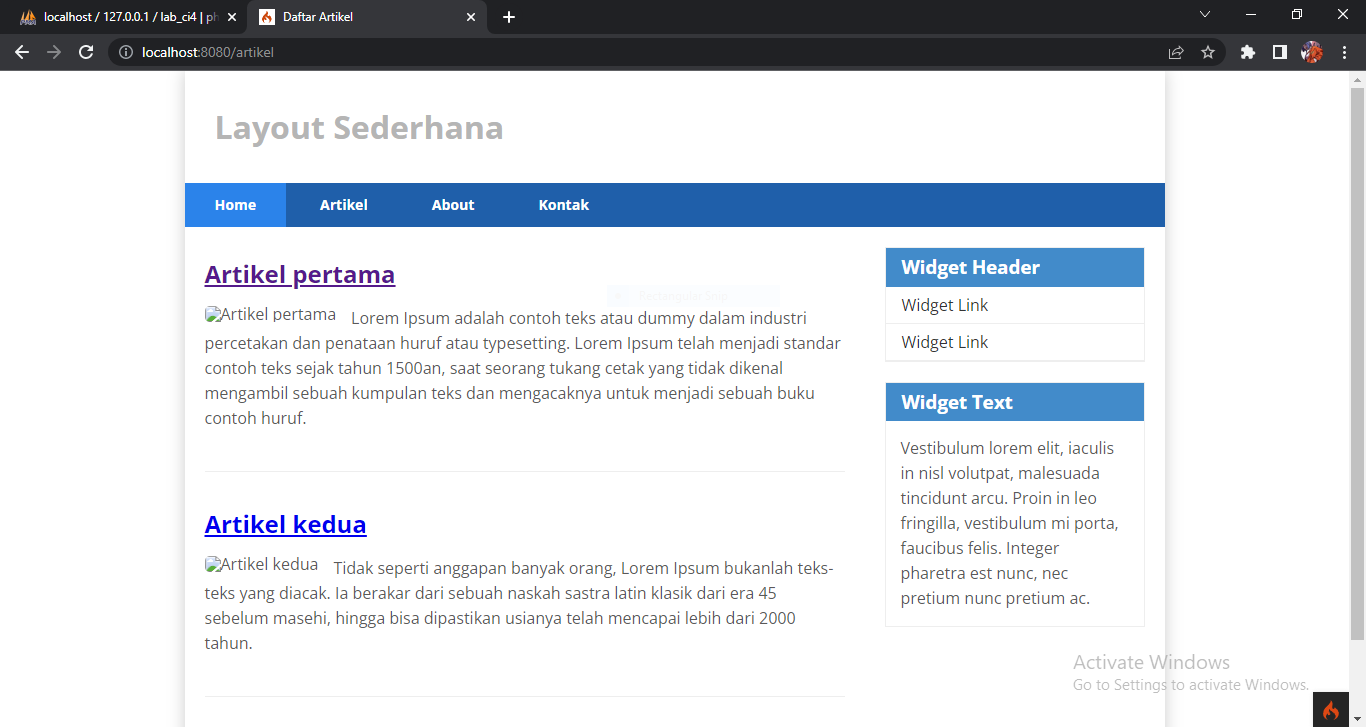 localhost / 127.0.0.1 / lab_ci4 | ph
Daftar Artikel
localhost:8080/artikel
Layout Sederhana
Home Artikel About Kontak
Artikel pertama
Artikel pertama Lorem Ipsum adalah contoh teks atau dummy dalam industri
percetakan dan penataan huruf atau typesetting. Lorem Ipsum telah menjadi standar
contoh teks sejak tahun 1500an, saat seorang tukang cetak yang tidak dikenal
mengambil sebuah kumpulan teks dan mengacaknya untuk menjadi sebuah buku
contoh huruf.
Artikel kedua
Artikel kedua Tidak seperti anggapan banyak orang, Lorem Ipsum bukanlah teks-
teks yang diacak. Ia berakar dari sebuah naskah sastra latin klasik dari era 45
sebelum masehi, hingga bisa dipastikan usianya telah mencapai lebih dari 2000
tahun.
Widget Header
Widget Link
Widget Link
Widget Text
Vestibulum lorem elit, iaculis
in nisl volutpat, malesuada
tincidunt arcu. Proin in leo
fringilla, vestibulum mi porta,
faucibus felis. Integer
pharetra est nunc, nec
pretium nunc pretium ac.
Activate Windows
Go to Settings to activate Windows.